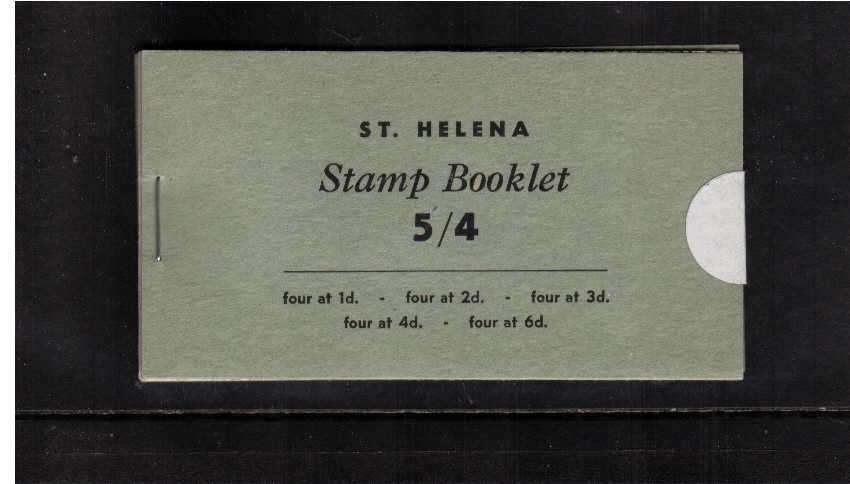 ST. HELENA
Stamp Booklet
5/4
four at 1d. - four at 2d. - four at 3d.
four at 4d. - four at 6d.